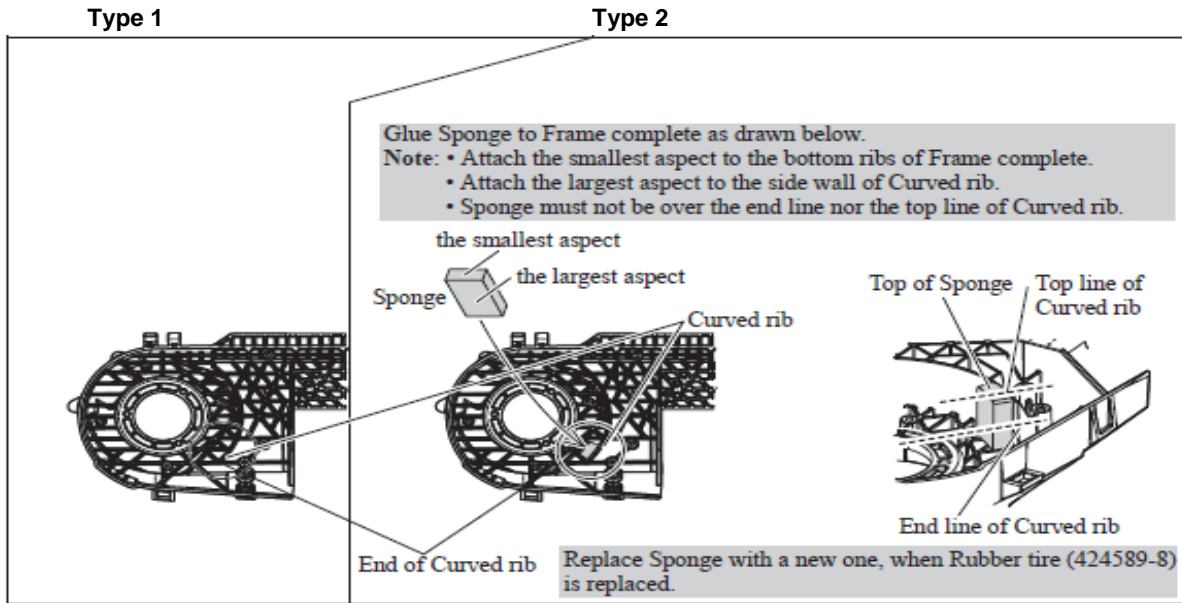 Type 1
Type 2
Glue Sponge to Frame complete as drawn below.
Note: • Attach the smallest aspect to the bottom ribs of Frame complete.
• Attach the largest aspect to the side wall of Curved rib.
• Sponge must not be over the end line nor the top line of Curved rib.
the smallest aspect
the largest aspect
Sponge
Curved rib
Top of Sponge
Top line of
Curved rib
End line of Curved rib
End of Curved rib
Replace Sponge with a new one, when Rubber tire (424589-8)
is replaced.